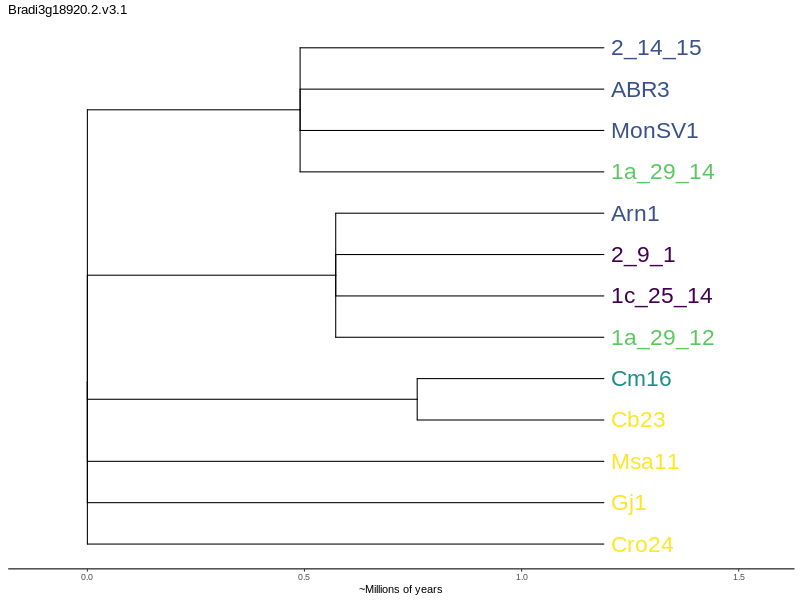 Bradi3g18920.2.v3.1
2_14_15
ABR3
MonSV1
1a_29_14
Arn1
2_9_1
1c_25_14
1a_29_12
Cm16
Cb23
Msa11
Gj1
Cro24
0.0 0.5 1.0 1.5
~Millions of years